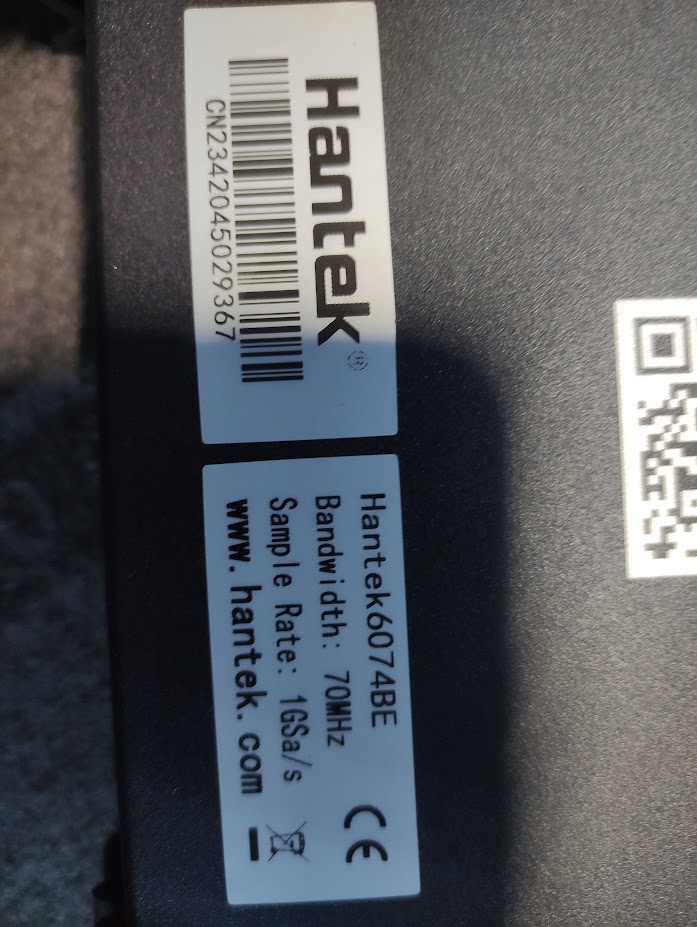 Hantek®
CN2342045029367
Hantek6074BE
Bandwidth: 70MHz
Sample Rate: 1GSa/s
www.hantek.com
CE